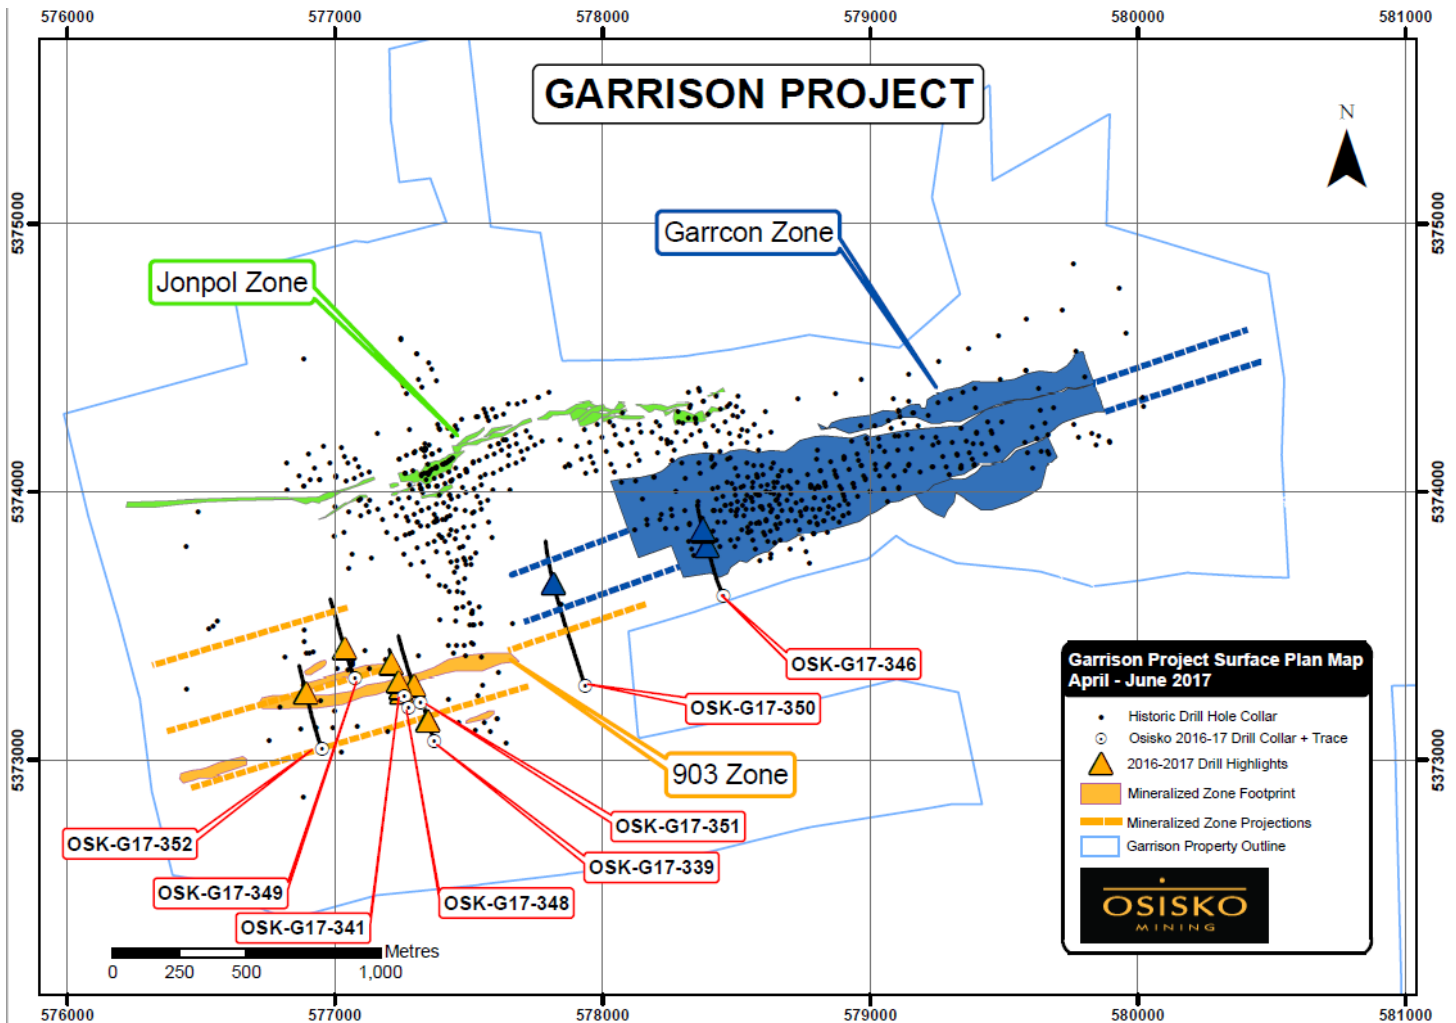 576000 577000 578000 579000 580000 581000
GARRISON PROJECT
N
5375000
5375000
Garrcon Zone
Jonpol Zone
5374000
5374000
OSK-G17-346
OSK-G17-350
903 Zone
5373000
5373000
OSK-G17-351
OSK-G17-352
OSK-G17-339
OSK-G17-349
OSK-G17-348
OSK-G17-341
Garrison Project Surface Plan Map
April - June 2017
Historic Drill Hole Collar
Osisko 2016-17 Drill Collar + Trace
2016-2017 Drill Highlights
Mineralized Zone Footprint
Mineralized Zone Projections
Garrison Property Outline
OSISKO
MINING
Metres
0 250 500 1,000
576000 577000 578000 579000 580000 581000